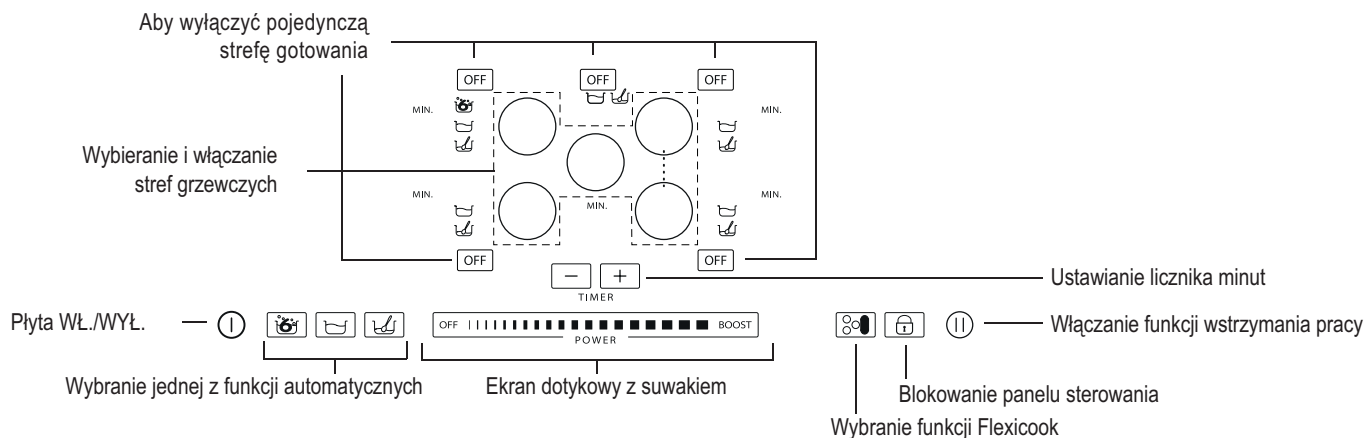 Aby wyłączyć pojedynczą
strefę gotowania
OFF OFF OFF
MIN. MIN.
Wybieranie i włączanie
stref grzewczych
MIN. MIN. MIN.
OFF OFF
Ustawianie licznika minut
TIMER
Płyta WŁ./WYŁ.
OFF BOOST
POWER
Włączanie funkcji wstrzymania pracy
Wybranie jednej z funkcji automatycznych
Ekran dotykowy z suwakiem
Blokowanie panelu sterowania
Wybranie funkcji Flexicook